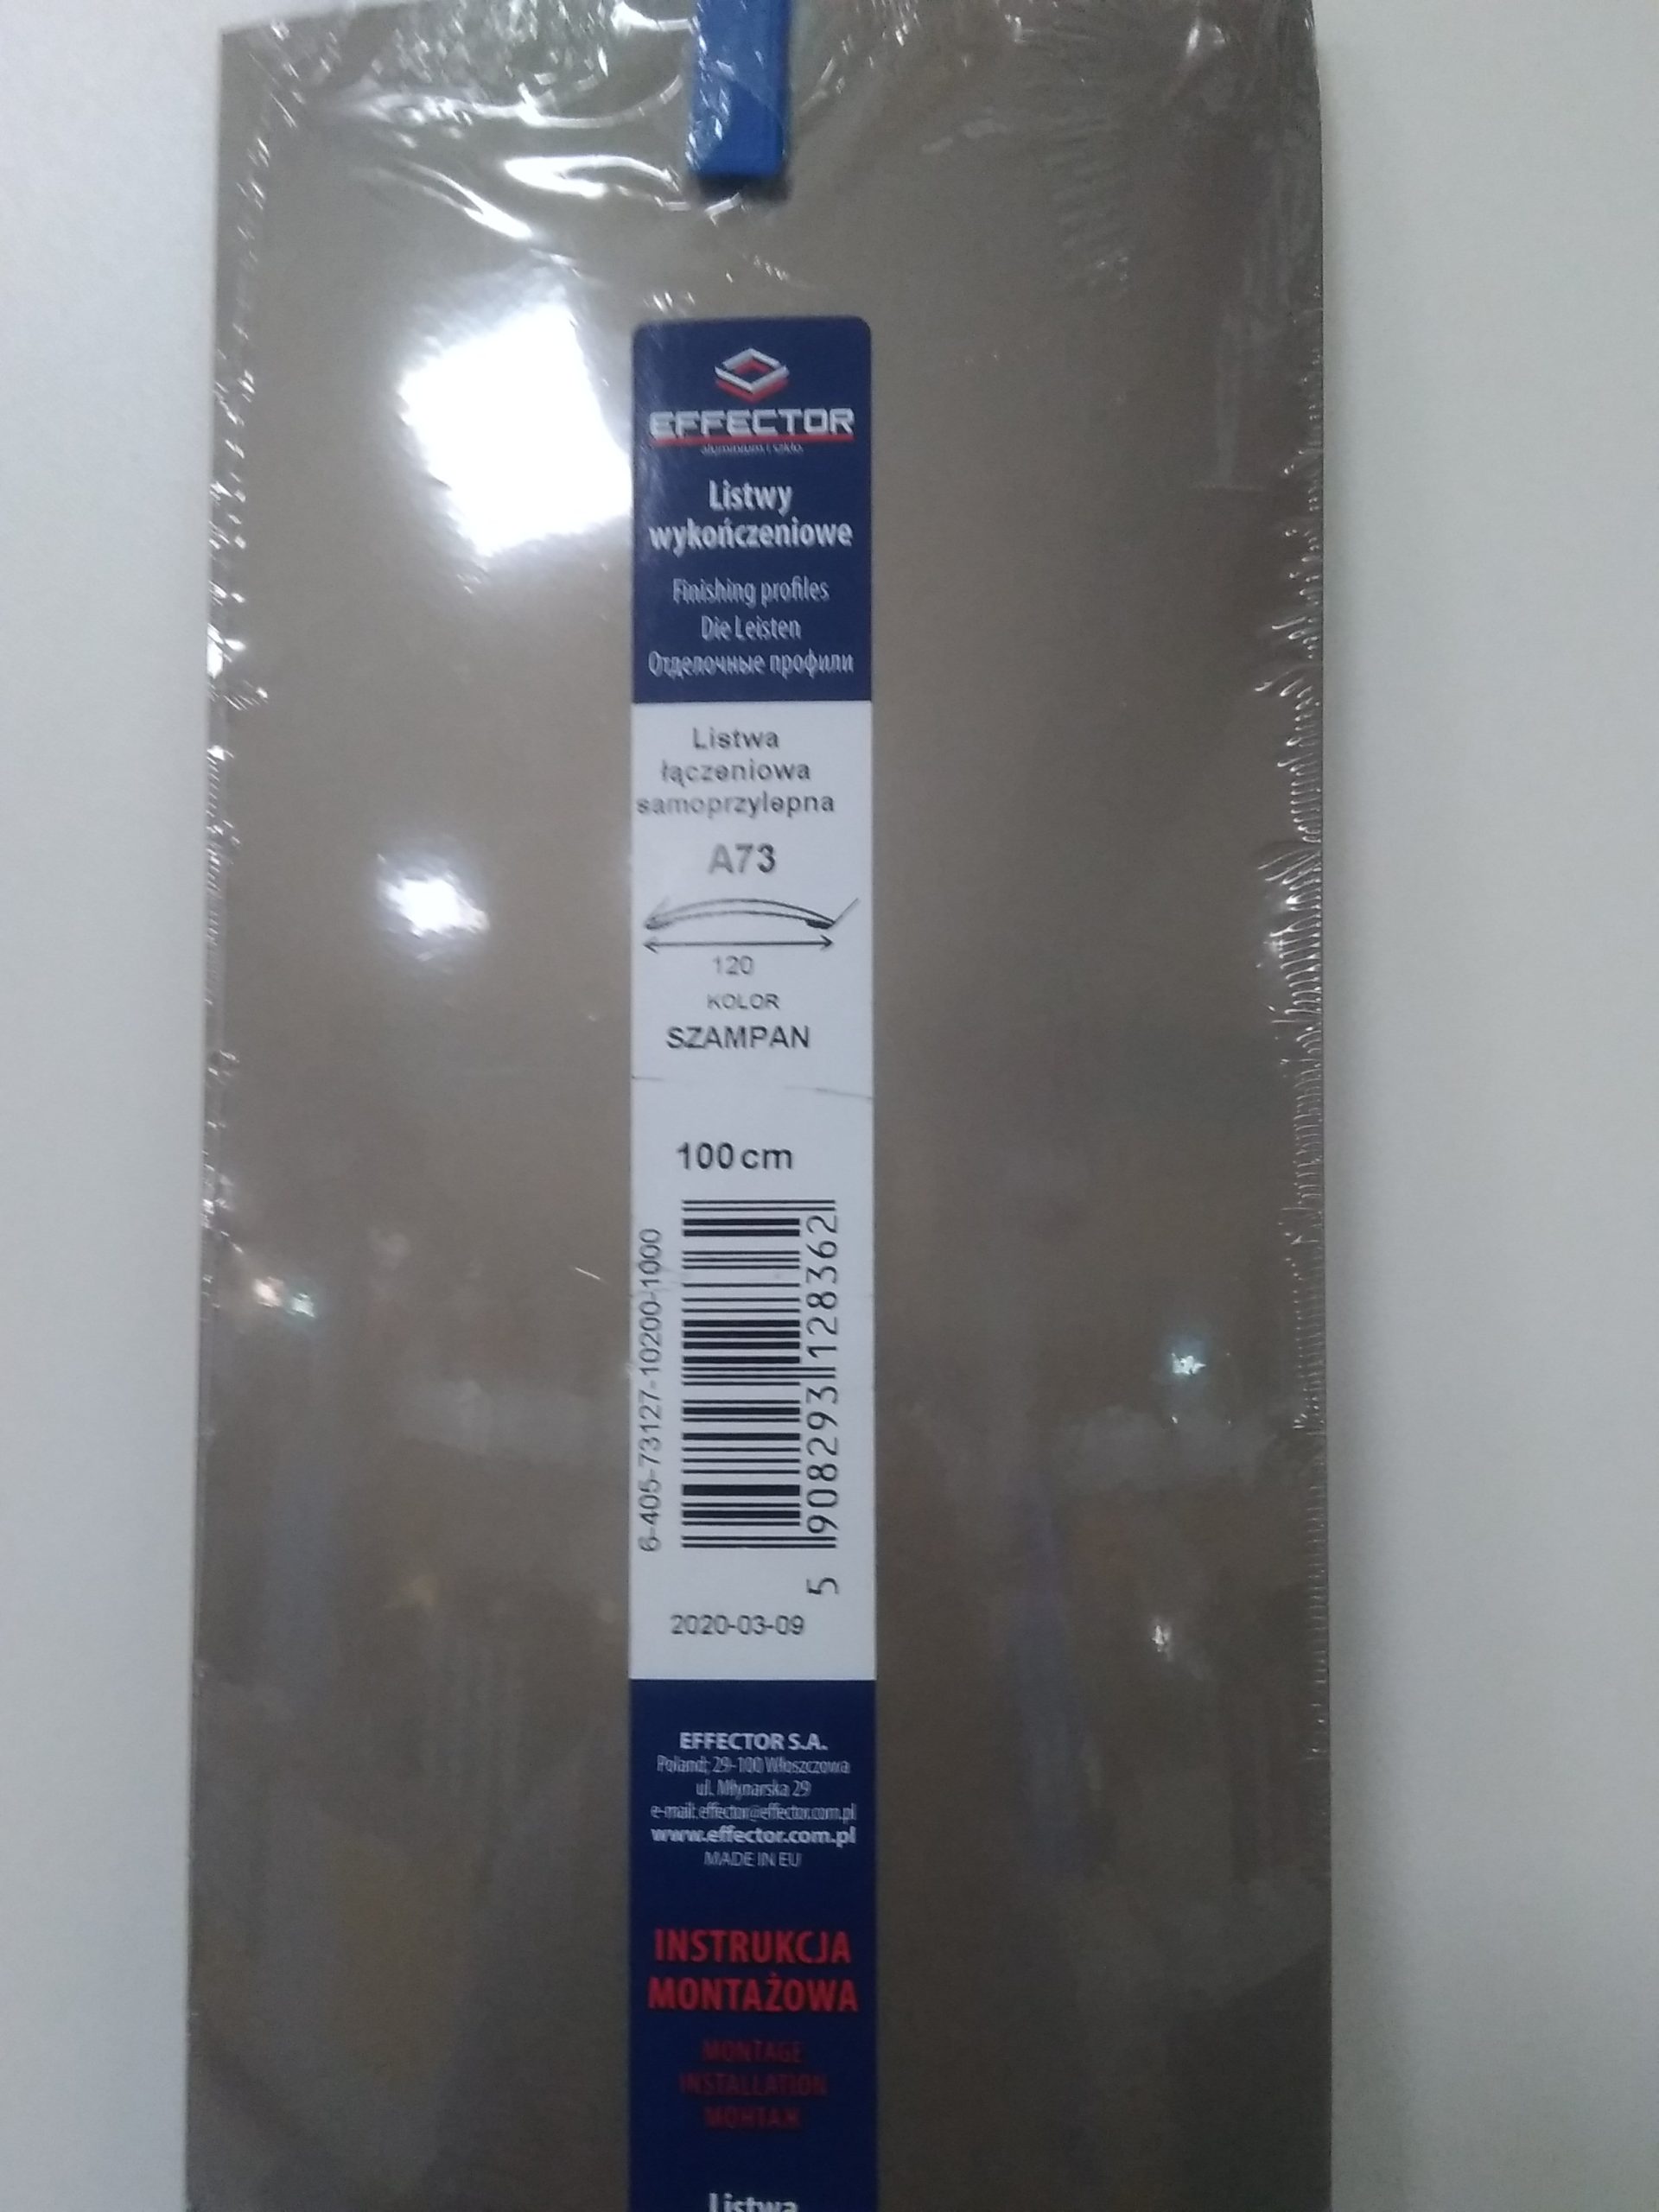 EFFECTOR
aluminium i szkło
Listwy
wykończeniowe
Finishing profiles
Die Leisten
Отделочные профили
Listwa
łączeniowa
samoprzylepna
A73
120
KOLOR
SZAMPAN
100cm
6-405-73127-10200-1000
5 908293 128362
2020-03-09
EFFECTOR S.A.
Poland; 29-100 Włoszczowa
ul. Młynarska 29
e-mail: effector@effector.com.pl
www.effector.com.pl
MADE IN EU
INSTRUKCJA
MONTAŻOWA
MONTAGE
INSTALLATION
МОНТАЖ
Listwa